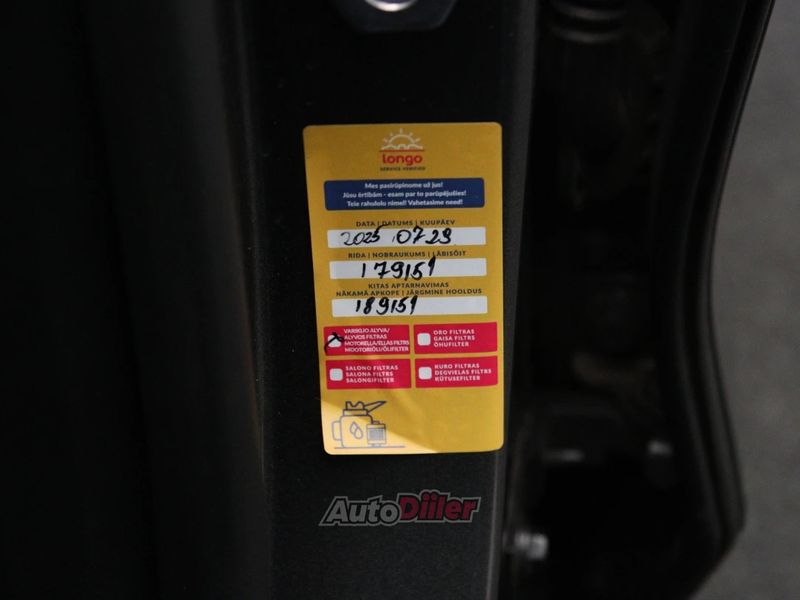 longo
SERVICE VERIFIED
Mes pasirūpinome už jus!
Jūsu ērtībām - esam par to parūpējušies!
Teie rahulolu nimel! Vahetasime need!
DATA | DATUMS | KUUPÄEV
2025 07 29
RIDA | NOBRAUKUMS | LÄBISÕIT
179151
KITAS APTARNAVIMAS
NĀKAMĀ APKOPE | JÄRGMINE HOOLDUS
189151
VARIKLIO ALYVA/
ALYVOS FILTRAS
MOTOREĻĻA/EĻĻAS FILTRS
MOOTORIÕLI/ÕLIFILTER
ORO FILTRAS
GAISA FILTRS
ÕHUFILTER
SALONO FILTRAS
SALONA FILTRS
SALONGIFILTER
KURO FILTRAS
DEGVIELAS FILTRS
KÜTUSEFILTER
AutoDiiler